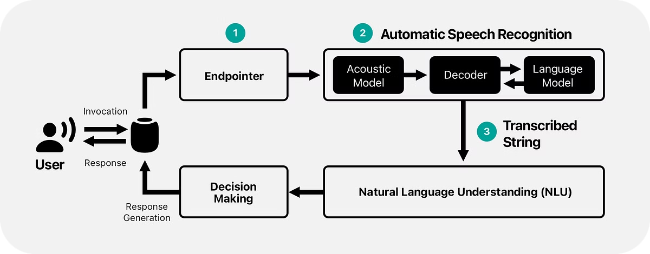 1
2 Automatic Speech Recognition
Endpointer
Acoustic
Model
Decoder
Language
Model
Invocation
User
Response
3 Transcribed
String
Decision
Making
Natural Language Understanding (NLU)
Response
Generation